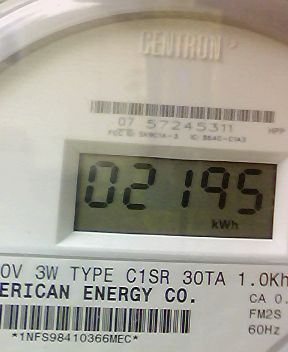 CENTRON
07 57245311
HPP
02195
kWh
0V 3W TYPE C1SR 30TA 1.0Kh
ERICAN ENERGY CO.
CA 0.
FM2S
60Hz
*1NFS98410366MEC*